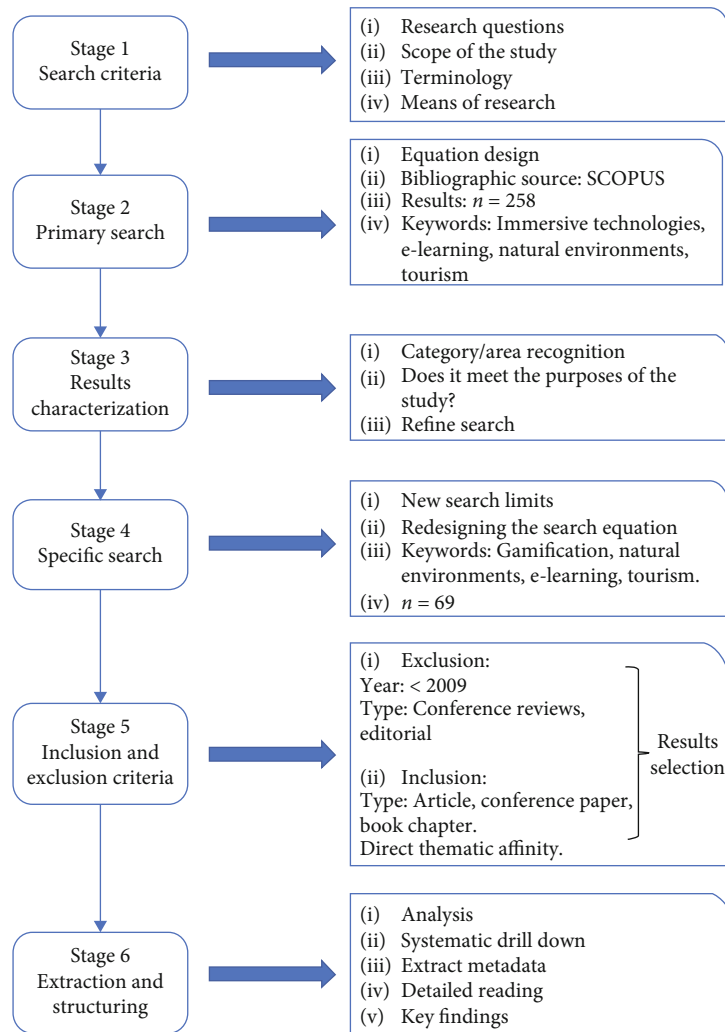 Stage 1
Search criteria
(i) Research questions
(ii) Scope of the study
(iii) Terminology
(iv) Means of research
Stage 2
Primary search
(i) Equation design
(ii) Bibliographic source: SCOPUS
(iii) Results: n = 258
(iv) Keywords: Immersive technologies,
e-learning, natural environments,
tourism
Stage 3
Results
characterization
(i) Category/area recognition
(ii) Does it meet the purposes of the
study?
(iii) Refine search
Stage 4
Specific search
(i) New search limits
(ii) Redesigning the search equation
(iii) Keywords: Gamification, natural
environments, e-learning, tourism.
(iv) n = 69
Stage 5
Inclusion and
exclusion criteria
(i) Exclusion:
Year: < 2009
Type: Conference reviews,
editorial
(ii) Inclusion:
Type: Article, conference paper,
book chapter.
Direct thematic affinity.
Results
selection
Stage 6
Extraction and
structuring
(i) Analysis
(ii) Systematic drill down
(iii) Extract metadata
(iv) Detailed reading
(v) Key findings